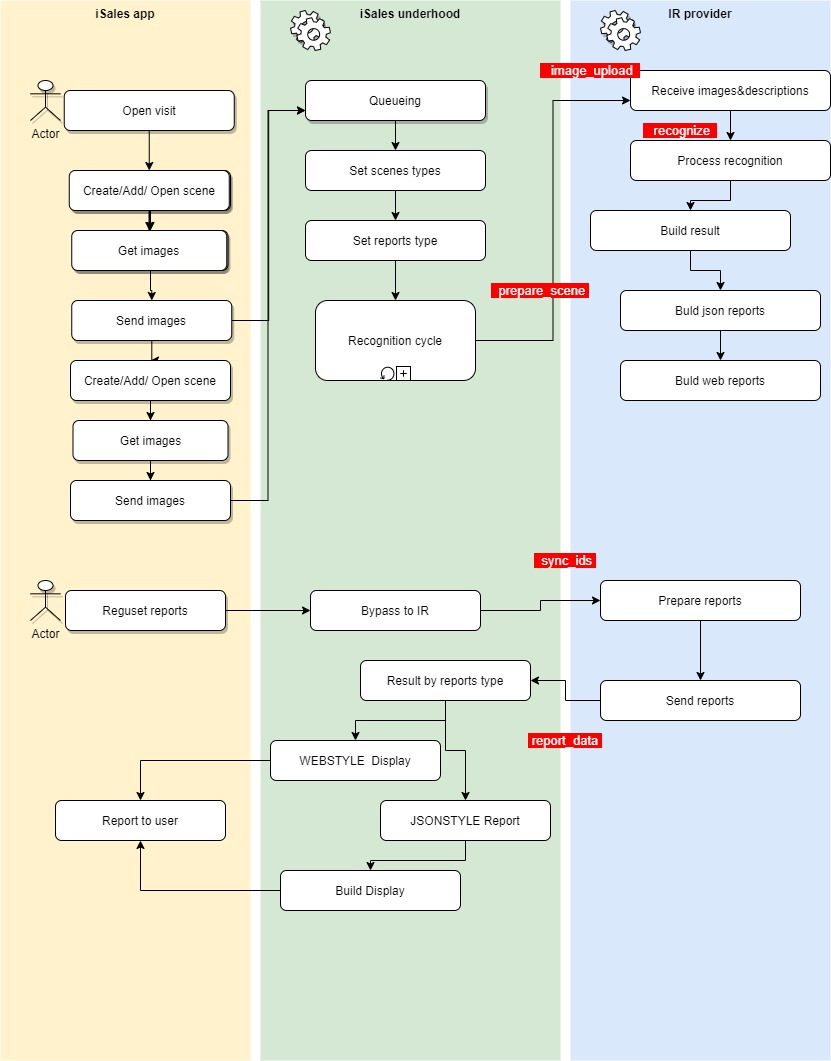 iSales app
iSales underhood
IR provider
Actor
Open visit
Create/Add/ Open scene
Get images
Send images
Create/Add/ Open scene
Get images
Send images
Queueing
Set scenes types
Set reports type
Recognition cycle
prepare_scene
image_upload
Receive images&descriptions
recognize
Process recognition
Build result
Buld json reports
Buld web reports
Actor
Reguset reports
Bypass to IR
sync_ids
Prepare reports
Send reports
report_data
Result by reports type
WEBSTYLE  Display
JSONSTYLE Report
Build Display
Report to user